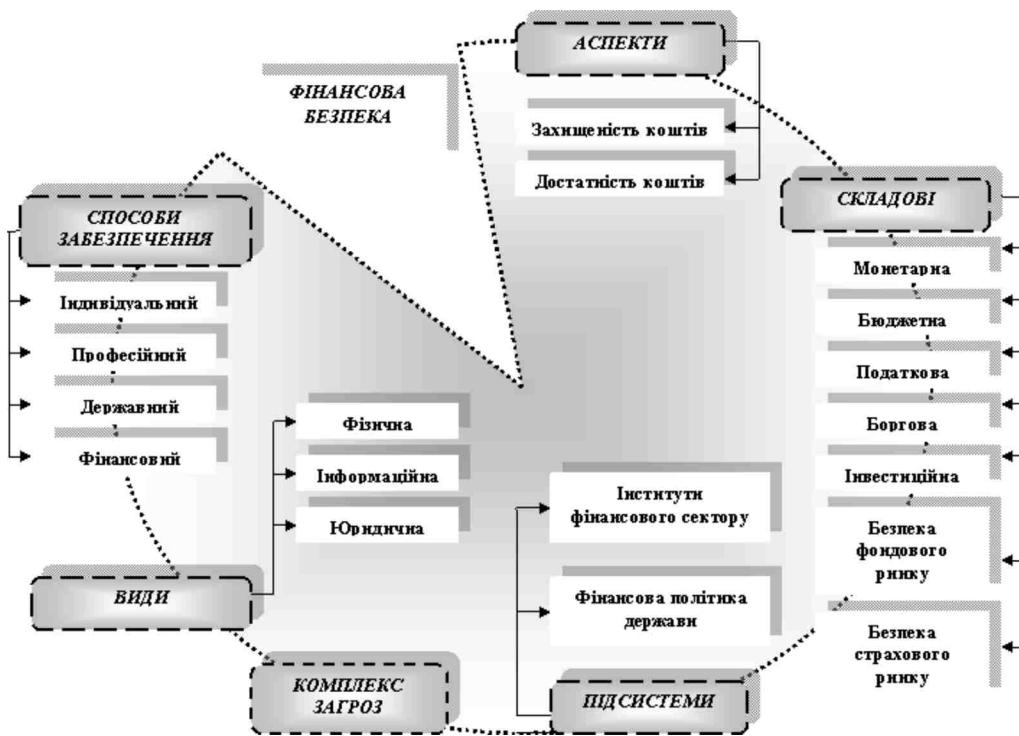 АСПЕКТИ
ФІНАНСОВА
БЕЗПЕКА
Захищеність коштів
Достатність коштів
СПОСОБИ
ЗАБЕЗПЕЧЕННЯ
Індивідуальний
Професійний
Державний
Фінансовий
СКЛАДОВІ
Монетарна
Бюджетна
Податкова
Боргова
Інвестиційна
Безпека
фондового
ринку
Безпека
страхового
ринку
Фізична
Інформаційна
Юридична
Інститути
фінансового сектору
Фінансова політика
держави
ВИДИ
КОМПЛЕКС
ЗАГРОЗ
ПІДСИСТЕМИ